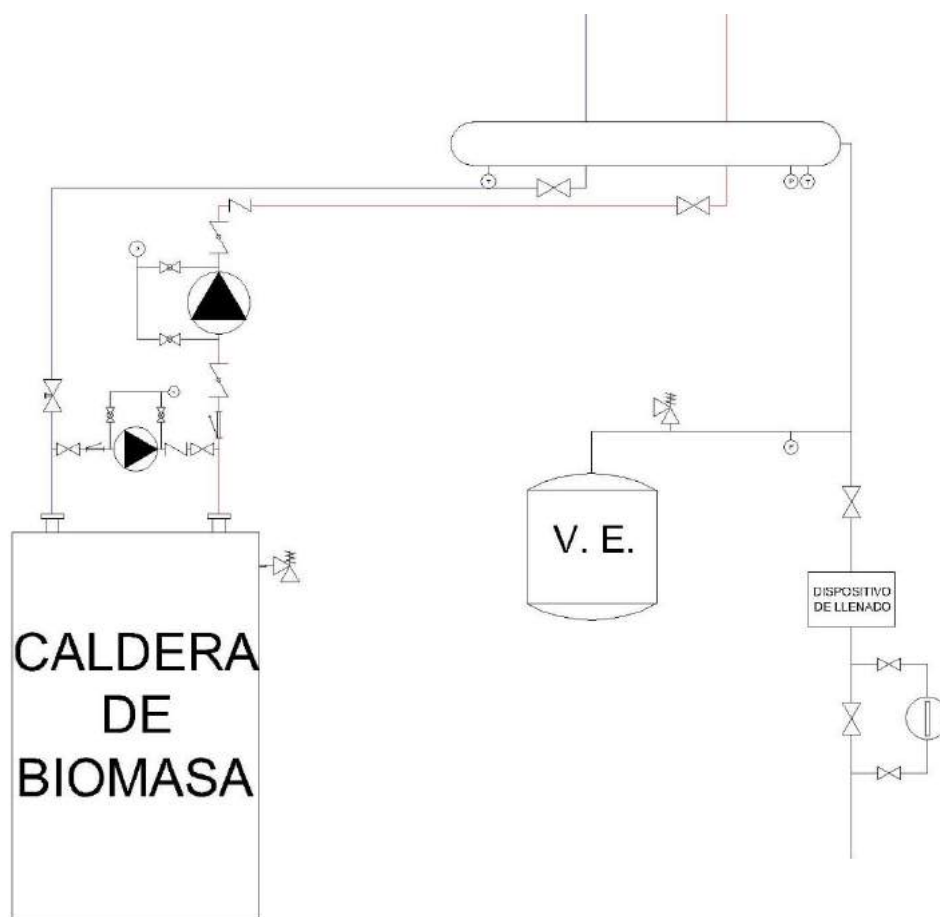 T
P
T
P
V. E.
DISPOSITIVO
DE LLENADO
CALDERA
DE
BIOMASA